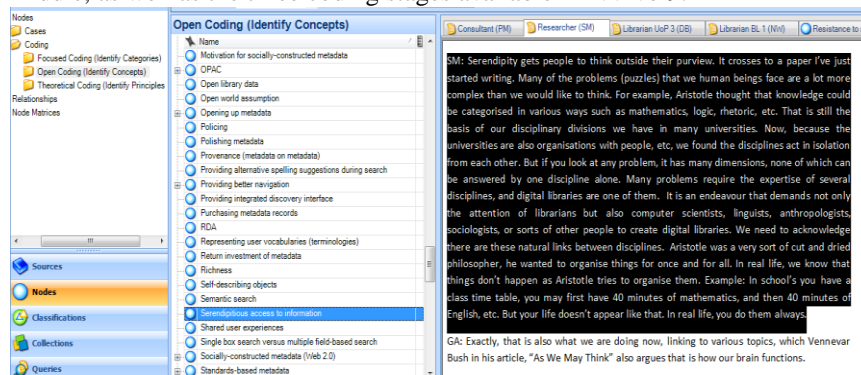 Nodes
Cases
Coding
Focused Coding (Identify Categories)
Open Coding (Identify Concepts)
Theoretical Coding (Identify Principles
Relationships
Node Matrices
Sources
Nodes
Classifications
Collections
Queries
Open Coding (Identify Concepts)
Name
Motivation for socially-constructed metadata
OPAC
Open library data
Open world assumption
Opening up metadata
Policing
Polishing metadata
Provenance (metadata on metadata)
Providing alternative spelling suggestions during search
Providing better navigation
Providing integrated discovery interface
Purchasing metadata records
RDA
Representing user vocabularies (terminologies)
Return investment of metadata
Richness
Self-describing objects
Semantic search
Serendipitious access to information
Shared user experiences
Single box search versus multiple field-based search
Socially-constructed metadata (Web 2.0)
Standards-based metadata
Consultant (PM)
Researcher (SM)
Librarian UoP 3 (DB)
Librarian BL 1 (NW)
Resistance to
SM: Serendipity gets people to think outside their purview. It crosses to a paper I've just
started writing. Many of the problems (puzzles) that we human beings face are a lot more
complex than we would like to think. For example, Aristotle thought that knowledge could
be categorised in various ways such as mathematics, logic, rhetoric, etc. That is still the
basis of our disciplinary divisions we have in many universities. Now, because the
universities are also organisations with people, etc, we found the disciplines act in isolation
from each other. But if you look at any problem, it has many dimensions, none of which can
be answered by one discipline alone. Many problems require the expertise of several
disciplines, and digital libraries are one of them.  It is an endeavour that demands not only
the attention of librarians but also computer scientists, linguists, anthropologists,
sociologists, or sorts of other people to create digital libraries. We need to acknowledge
there are these natural links between disciplines.  Aristotle was a very sort of cut and dried
philosopher, he wanted to organise things for once and for all. In real life, we know that
things don't happen as Aristotle tries to organise them. Example: In school's you have a
class time table, you may first have 40 minutes of mathematics, and then 40 minutes of
English, etc. But your life doesn't appear like that. In real life, you do them always.
GA: Exactly, that is also what we are doing now, linking to various topics, which Vennevar
Bush in his article, "As We May Think" also argues that is how our brain functions.